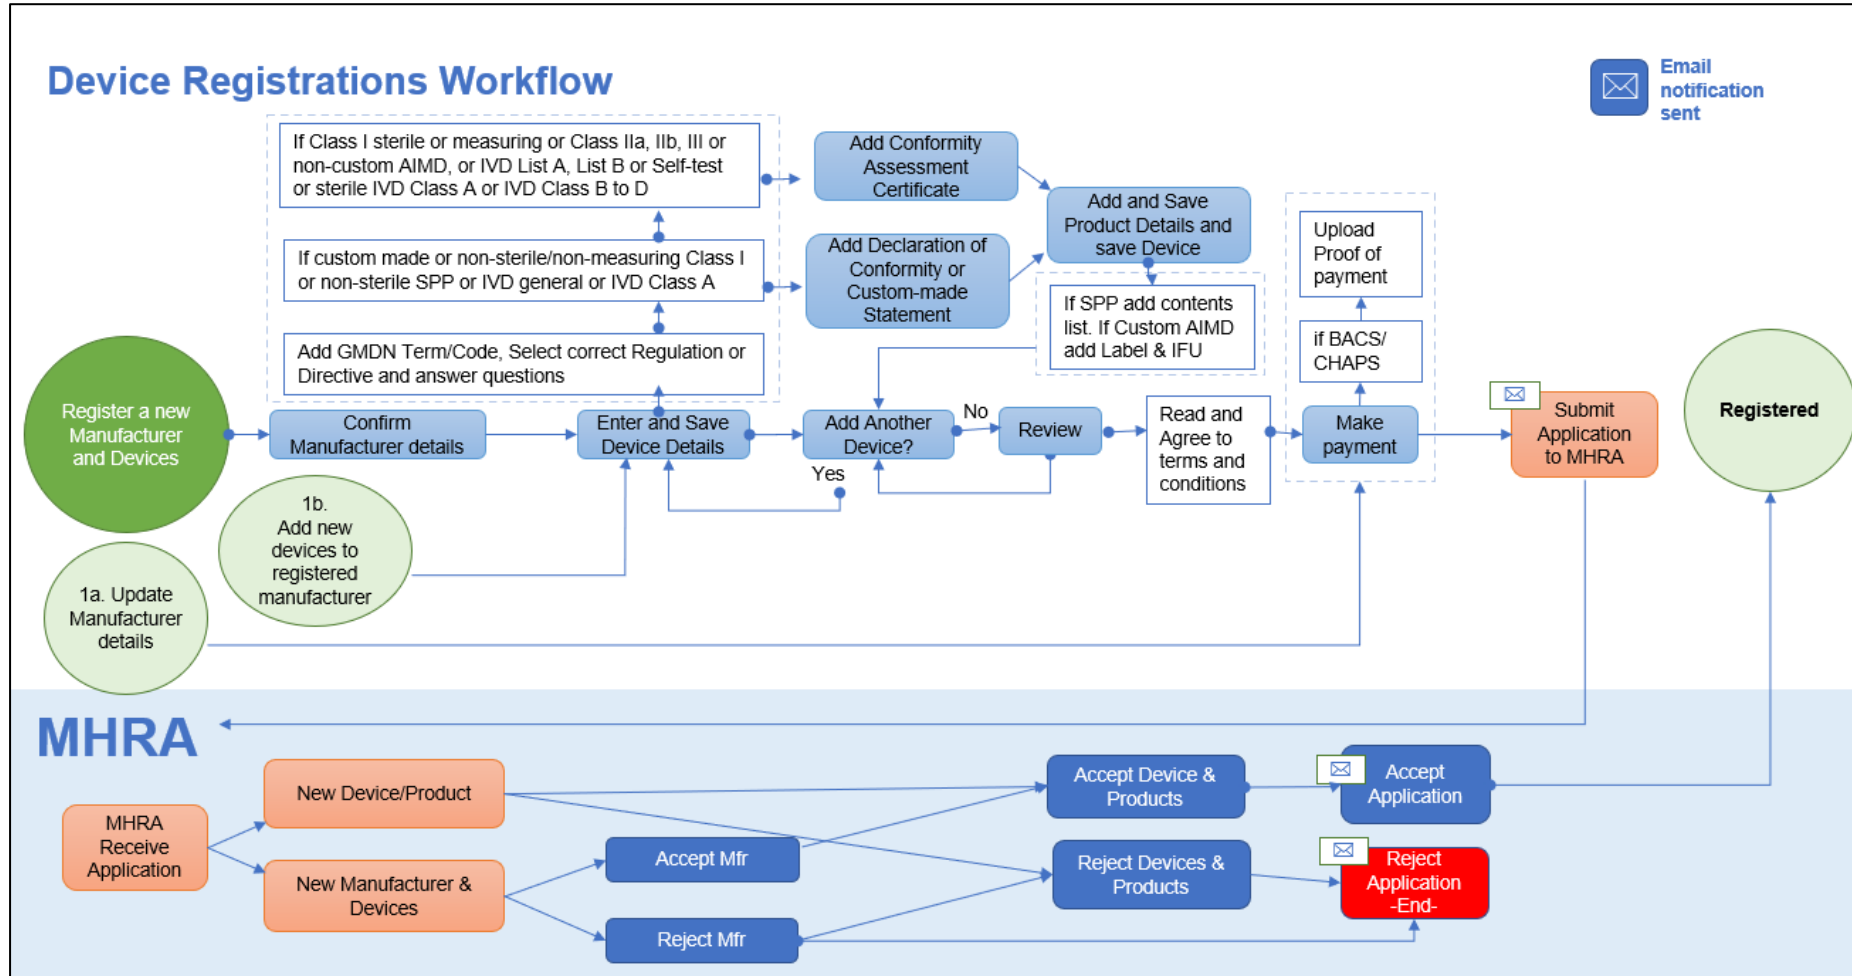 Device Registrations Workflow
Email
notification
sent
If Class I sterile or measuring or Class IIa, IIb, III or
non-custom AIMD, or IVD List A, List B or Self-test
or sterile IVD Class A or IVD Class B to D
Add Conformity
Assessment
Certificate
Add and Save
Product Details and
save Device
If custom made or non-sterile/non-measuring Class I
or non-sterile SPP or IVD general or IVD Class A
Add Declaration of
Conformity or
Custom-made
Statement
Upload
Proof of
payment
If SPP add contents
list. If Custom AIMD
add Label & IFU
if BACS/
CHAPS
Add GMDN Term/Code, Select correct Regulation or
Directive and answer questions
Register a new
Manufacturer
and Devices
Confirm
Manufacturer details
Enter and Save
Device Details
Add Another
Device?
No
Yes
Review
Read and
Agree to
terms and
conditions
Make
payment
Submit
Application
to MHRA
Registered
1b.
Add new
devices to
registered
manufacturer
1a. Update
Manufacturer
details
MHRA
MHRA
Receive
Application
New Device/Product
New Manufacturer &
Devices
Accept Mfr
Reject Mfr
Accept Device &
Products
Reject Devices &
Products
Accept
Application
Reject
Application
-End-